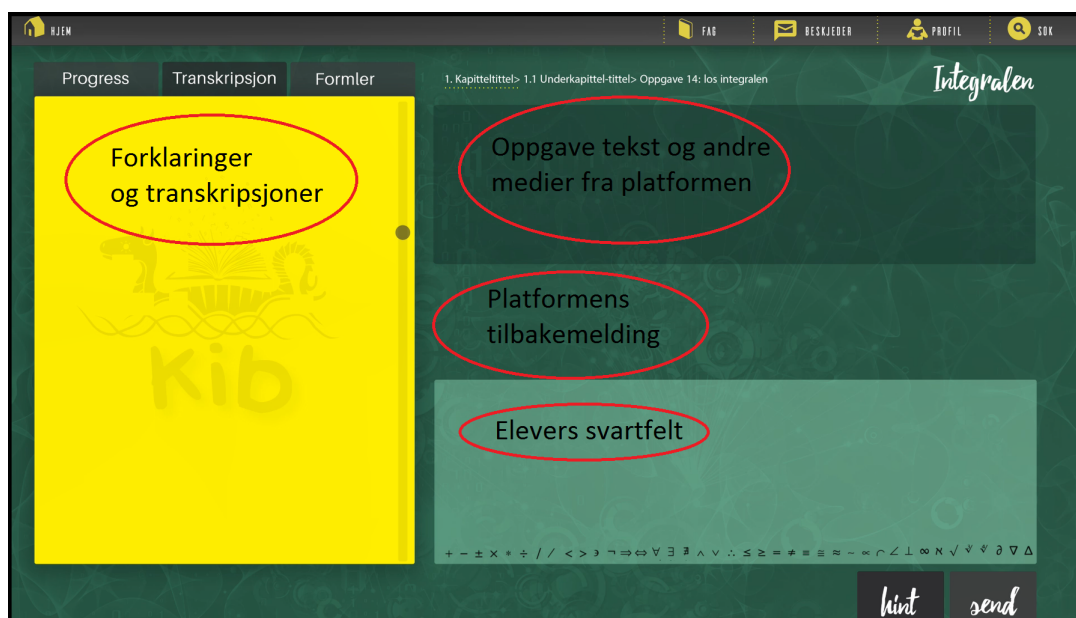 HJEM
FAG
BESKJEDER
PROFIL
SØK
Progress
Transkripsjon
Formler
1. Kapitteltittel> 1.1 Underkapittel-tittel> Oppgave 14: los integralen
Integralen
Forklaringer
og transkripsjoner
Kib
Oppgave tekst og andre
medier fra platformen
Platformens
tilbakemelding
Elevers svartfelt
+ − ± × * ÷ / ∕ < > ∍ ¬ ⇒ ⇔ ∀ ∃ ∄ ∧ ∨ ∴ ≤ ≥ = ≠ ≡ ≅ ≈ ~ ∝ ∩ ∠ ⊥ ∞ ℵ √ ∛ ∜ ∂ ∇ Δ
hint
send